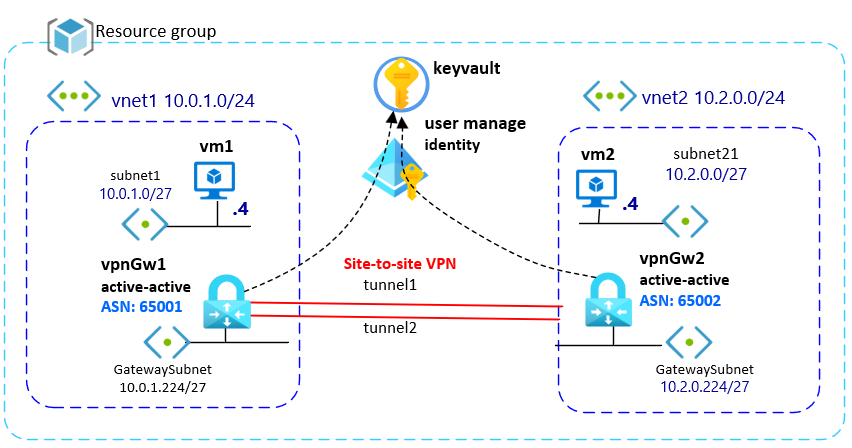 Resource group
vnet1 10.0.1.0/24
keyvault
vnet2 10.2.0.0/24
user manage
identity
vm1
subnet1
10.0.1.0/27
.4
vm2
subnet21
10.2.0.0/27
.4
vpnGw1
active-active
ASN: 65001
Site-to-site VPN
tunnel1
tunnel2
vpnGw2
active-active
ASN: 65002
GatewaySubnet
10.0.1.224/27
GatewaySubnet
10.2.0.224/27